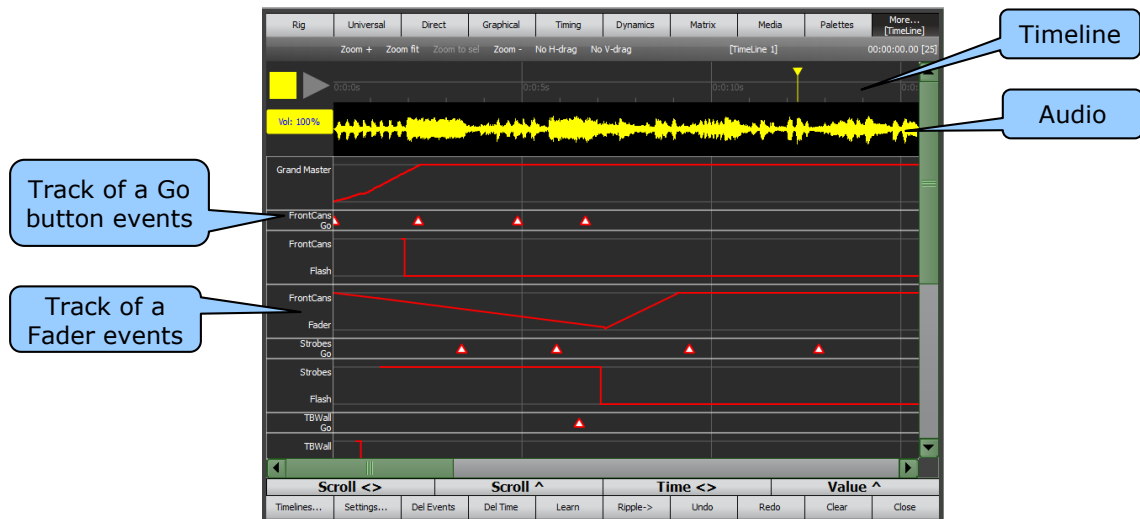 Rig Universal Direct Graphical Timing Dynamics Matrix Media Palettes More...
[TimeLine]
Zoom + Zoom fit Zoom to sel Zoom - No H-drag No V-drag [TimeLine 1] 00:00:00.00 [25]
Timeline
0:0:0s 0:0:5s 0:0:10s 0:0:
Vol: 100%
Audio
Grand Master
Track of a Go
button events
FrontCans
Go
FrontCans
Flash
Track of a
Fader events
FrontCans
Fader
Strobes
Go
Strobes
Flash
TBWall
Go
TBWall
Scroll <> Scroll ^ Time <> Value ^
Timelines... Settings... Del Events Del Time Learn Ripple-> Undo Redo Clear Close